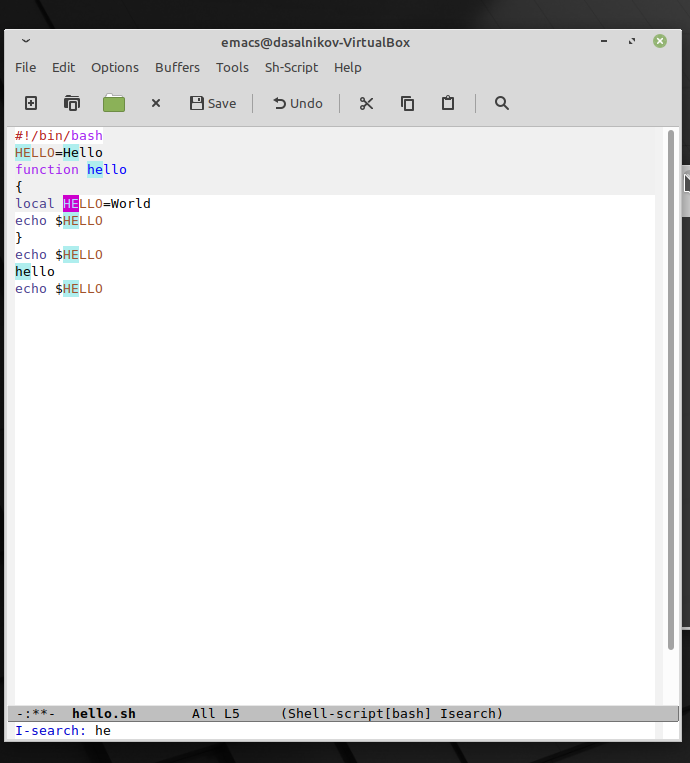 emacs@dasalnikov-VirtualBox
File Edit Options Buffers Tools Sh-Script Help
Save Undo
#!/bin/bash
HELLO=Hello
function hello
{
local HELLO=World
echo $HELLO
}
echo $HELLO
hello
echo $HELLO
-:**- hello.sh All L5 (Shell-script[bash] Isearch)
I-search: he